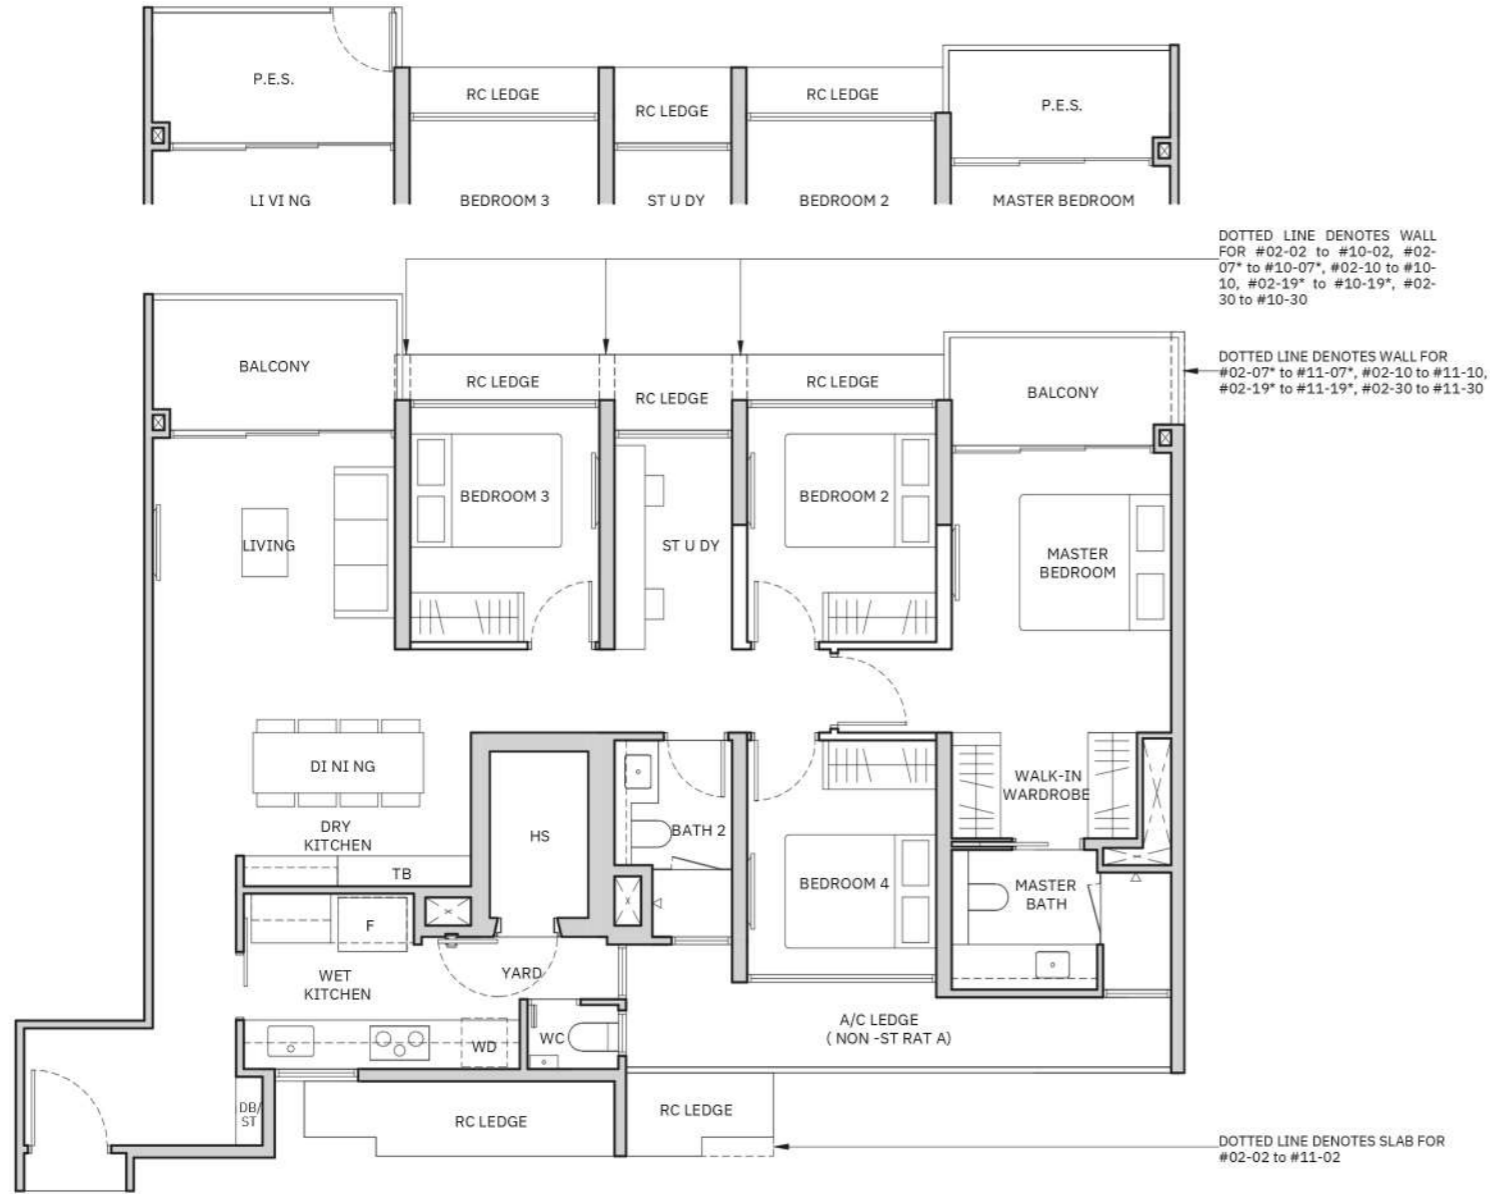 P.E.S.
RC LEDGE
RC LEDGE
RC LEDGE
P.E.S.
LI VI NG
BEDROOM 3
ST U DY
BEDROOM 2
MASTER BEDROOM
DOTTED LINE DENOTES WALL
FOR #02-02 to #10-02, #02-
07* to #10-07*, #02-10 to #10-
10, #02-19* to #10-19*, #02-
30 to #10-30
BALCONY
RC LEDGE
RC LEDGE
RC LEDGE
BALCONY
DOTTED LINE DENOTES WALL FOR
#02-07* to #11-07*, #02-10 to #11-10,
#02-19* to #11-19*, #02-30 to #11-30
LIVING
BEDROOM 3
ST U DY
BEDROOM 2
MASTER
BEDROOM
DI NI NG
DRY
KITCHEN
TB
HS
BATH 2
BEDROOM 4
WALK-IN
WARDROBE
MASTER
BATH
F
WET
KITCHEN
YARD
WD
WC
A/C LEDGE
( NON -ST RAT A)
DB/
ST
RC LEDGE
RC LEDGE
DOTTED LINE DENOTES SLAB FOR
#02-02 to #11-02